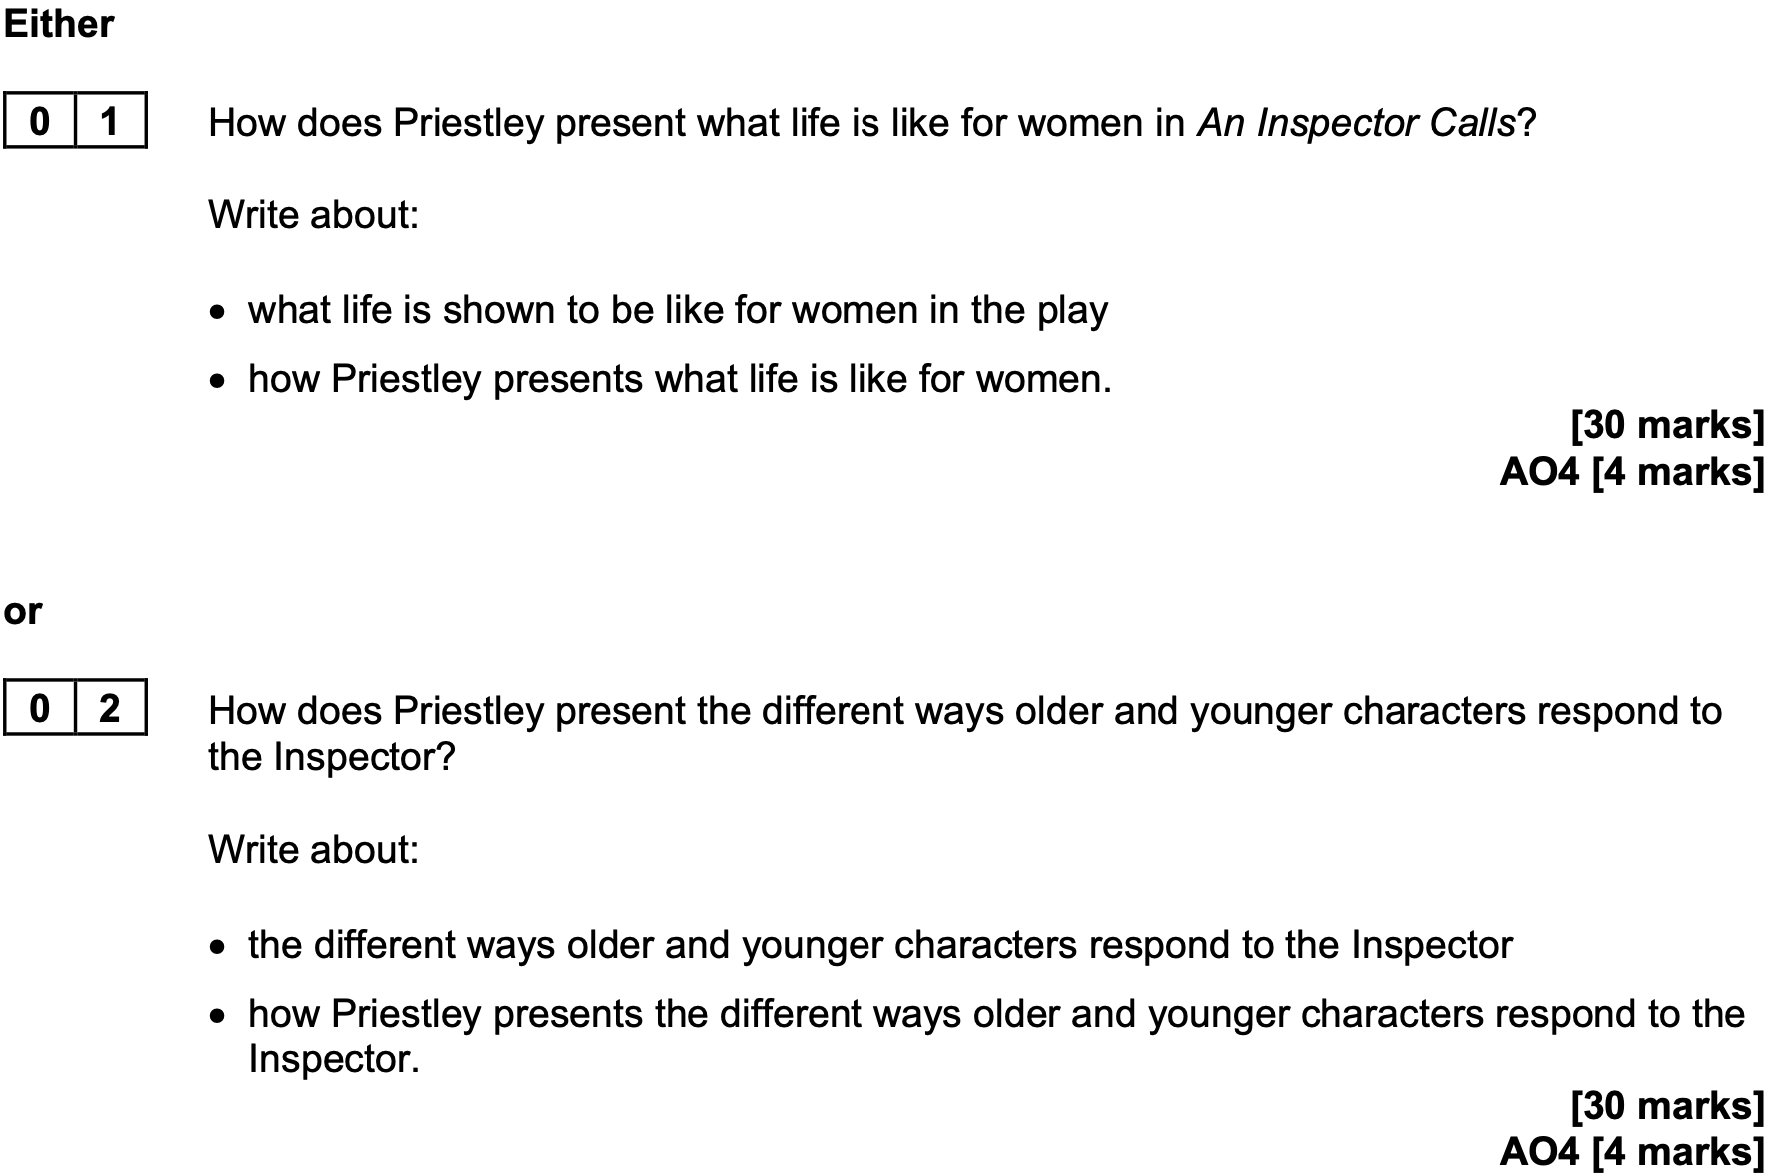 Either
0 1 How does Priestley present what life is like for women in An Inspector Calls?
Write about:
• what life is shown to be like for women in the play
• how Priestley presents what life is like for women.
[30 marks]
AO4 [4 marks]
or
0 2 How does Priestley present the different ways older and younger characters respond to
the Inspector?
Write about:
• the different ways older and younger characters respond to the Inspector
• how Priestley presents the different ways older and younger characters respond to the
Inspector.
[30 marks]
AO4 [4 marks]